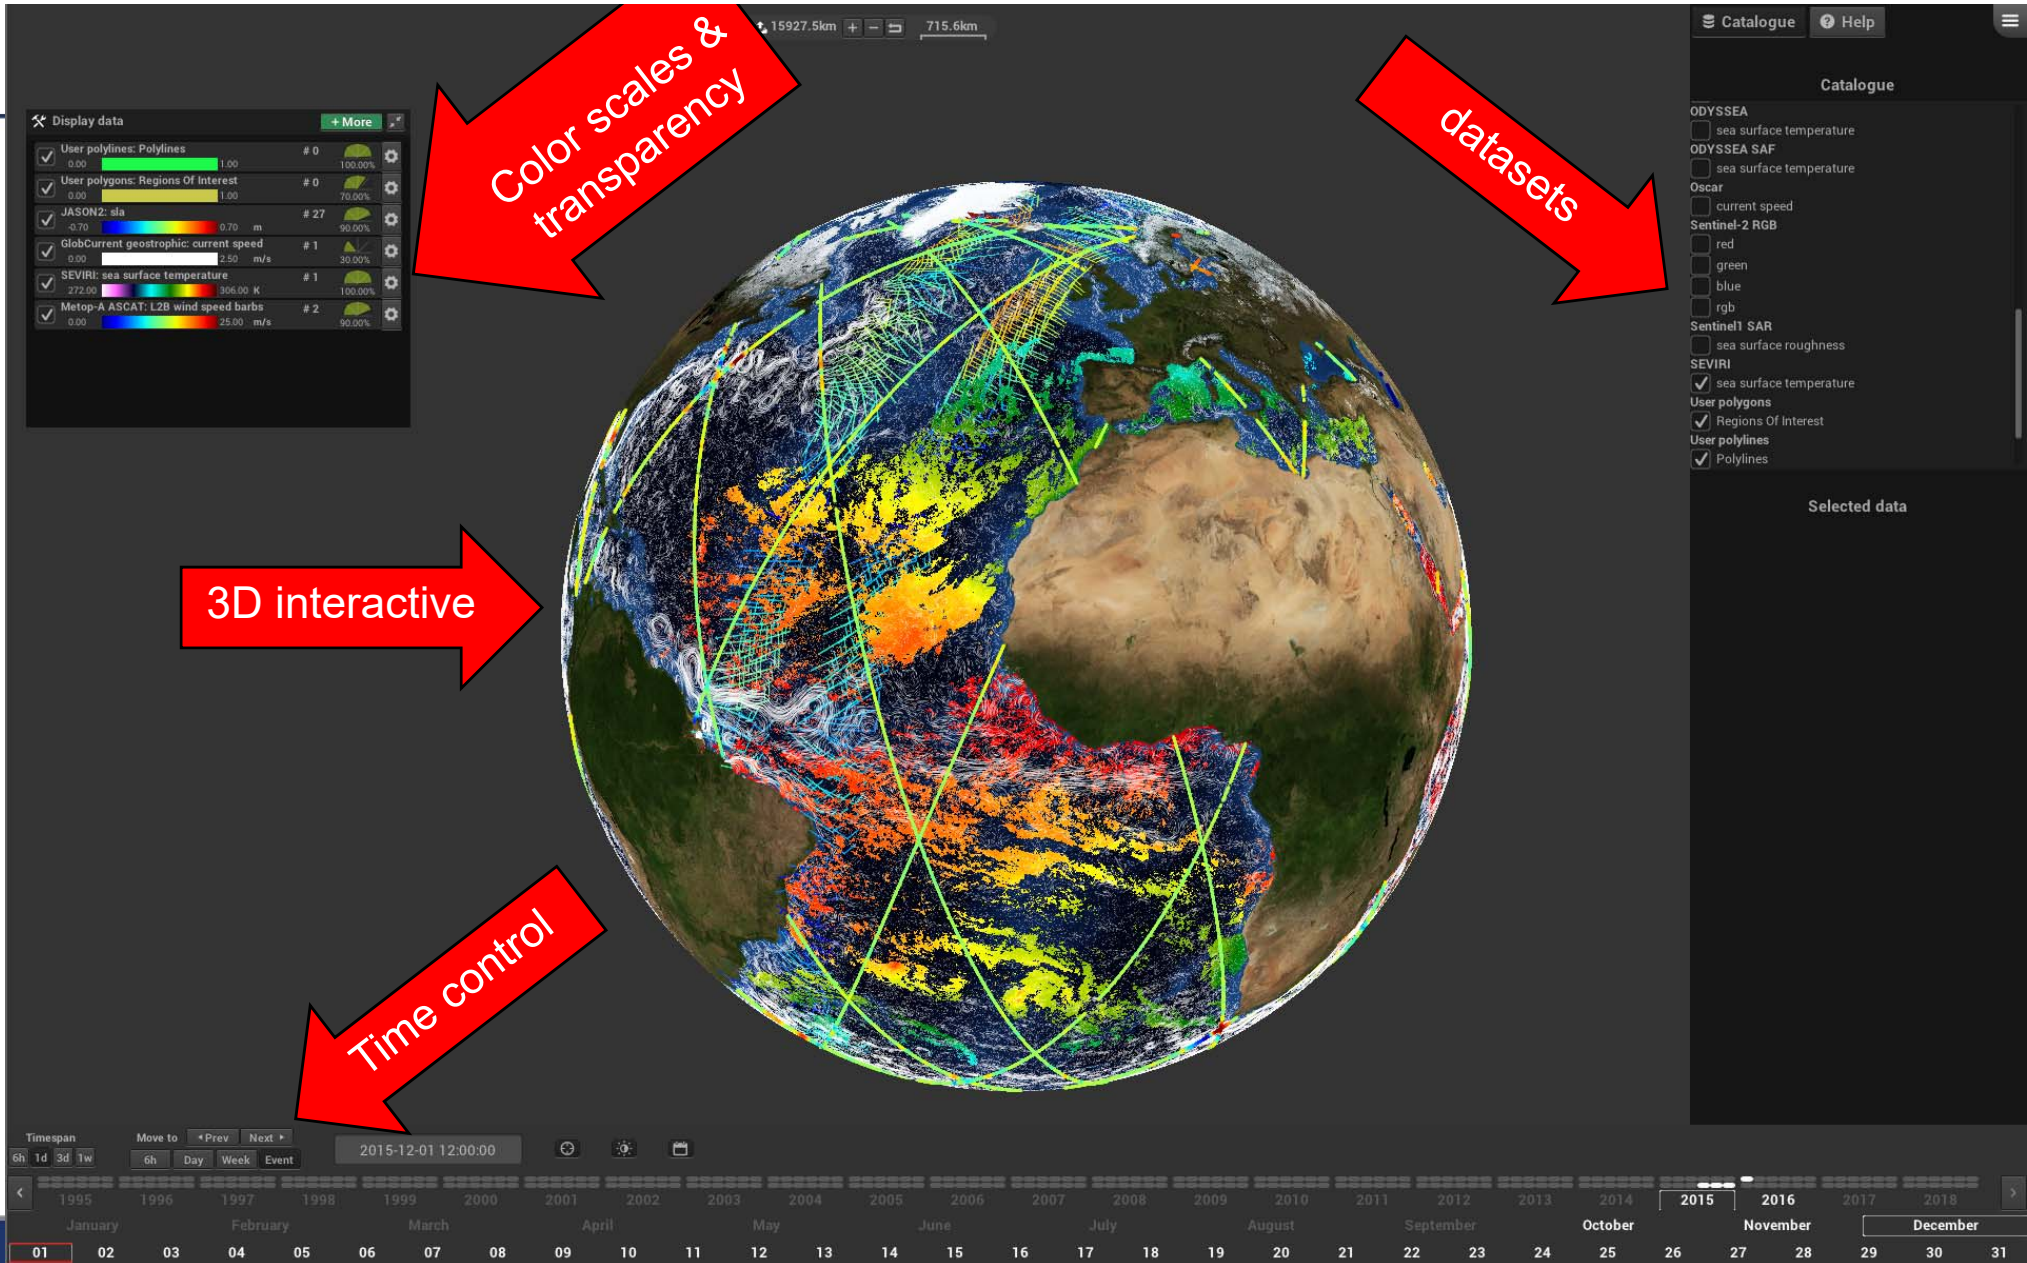 15927.5km + − 715.6km
Catalogue Help
Catalogue
Display data +More
User polylines: Polylines # 0
0.00 1.00 100.00%
User polygons: Regions Of Interest # 0
0.00 1.00 70.00%
JASON2: sla # 27
-0.70 0.70 m 90.00%
GlobCurrent geostrophic: current speed # 1
0.00 2.50 m/s 30.00%
SEVIRI: sea surface temperature # 1
272.00 306.00 K 100.00%
Metop-A ASCAT: L2B wind speed barbs # 2
0.00 25.00 m/s 90.00%
Color scales &
transparency
datasets
ODYSSEA
sea surface temperature
ODYSSEA SAF
sea surface temperature
Oscar
current speed
Sentinel-2 RGB
red
green
blue
rgb
Sentinel1 SAR
sea surface roughness
SEVIRI
sea surface temperature
User polygons
Regions Of Interest
User polylines
Polylines
Selected data
3D interactive
Time control
Timespan Move to Prev Next
6h 1d 3d 1w 6h Day Week Event 2015-12-01 12:00:00
1995 1996 1997 1998 1999 2000 2001 2002 2003 2004 2005 2006 2007 2008 2009 2010 2011 2012 2013 2014 2015 2016 2017 2018
January February March April May June July August September October November December
01 02 03 04 05 06 07 08 09 10 11 12 13 14 15 16 17 18 19 20 21 22 23 24 25 26 27 28 29 30 31